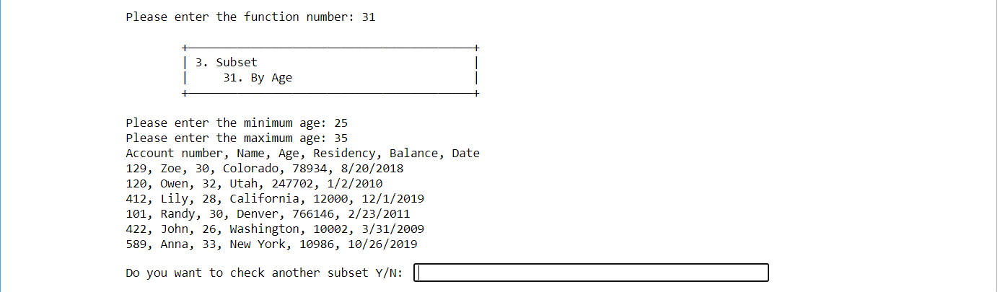 Please enter the function number: 31
+—————————————————————————————————————————+
| 3. Subset |
| 31. By Age |
+—————————————————————————————————————————+
Please enter the minimum age: 25
Please enter the maximum age: 35
Account number, Name, Age, Residency, Balance, Date
129, Zoe, 30, Colorado, 78934, 8/20/2018
120, Owen, 32, Utah, 247702, 1/2/2010
412, Lily, 28, California, 12000, 12/1/2019
101, Randy, 30, Denver, 766146, 2/23/2011
422, John, 26, Washington, 10002, 3/31/2009
589, Anna, 33, New York, 10986, 10/26/2019
Do you want to check another subset Y/N: